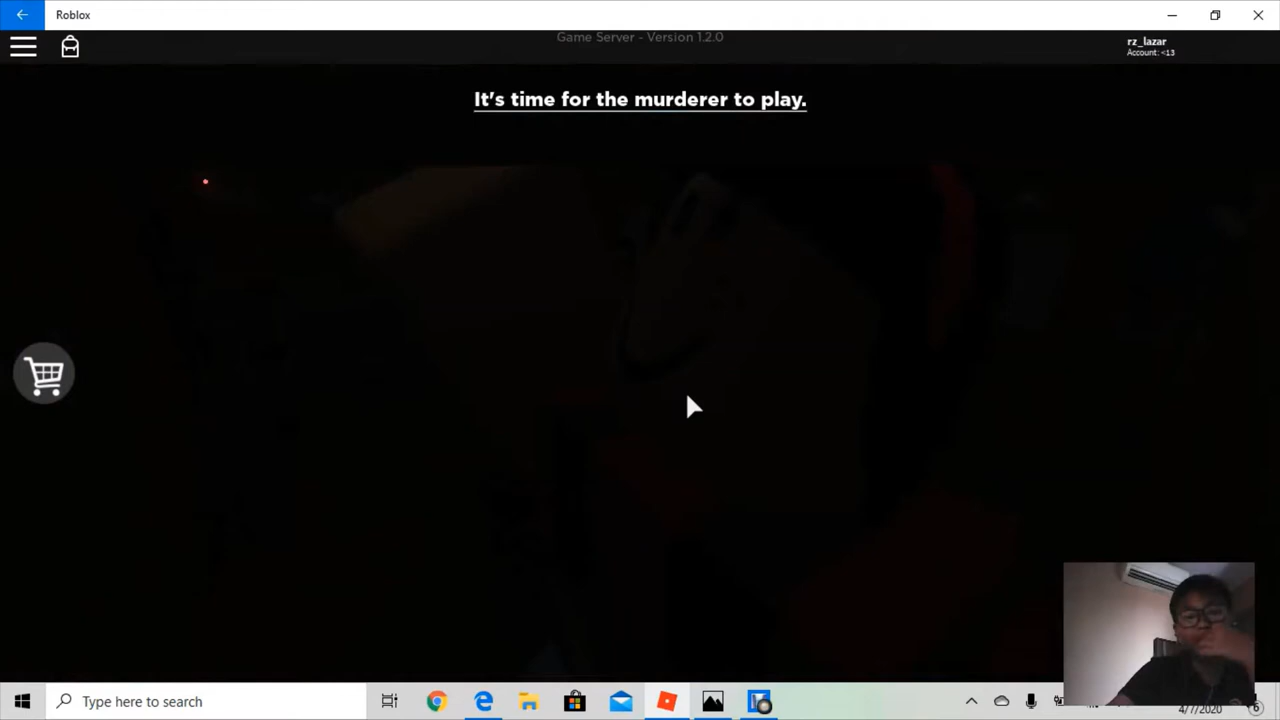 Roblox
Game Server - Version 1.2.0
rz_lazar
Account: <13
It's time for the murderer to play.
Type here to search
4/7/2020